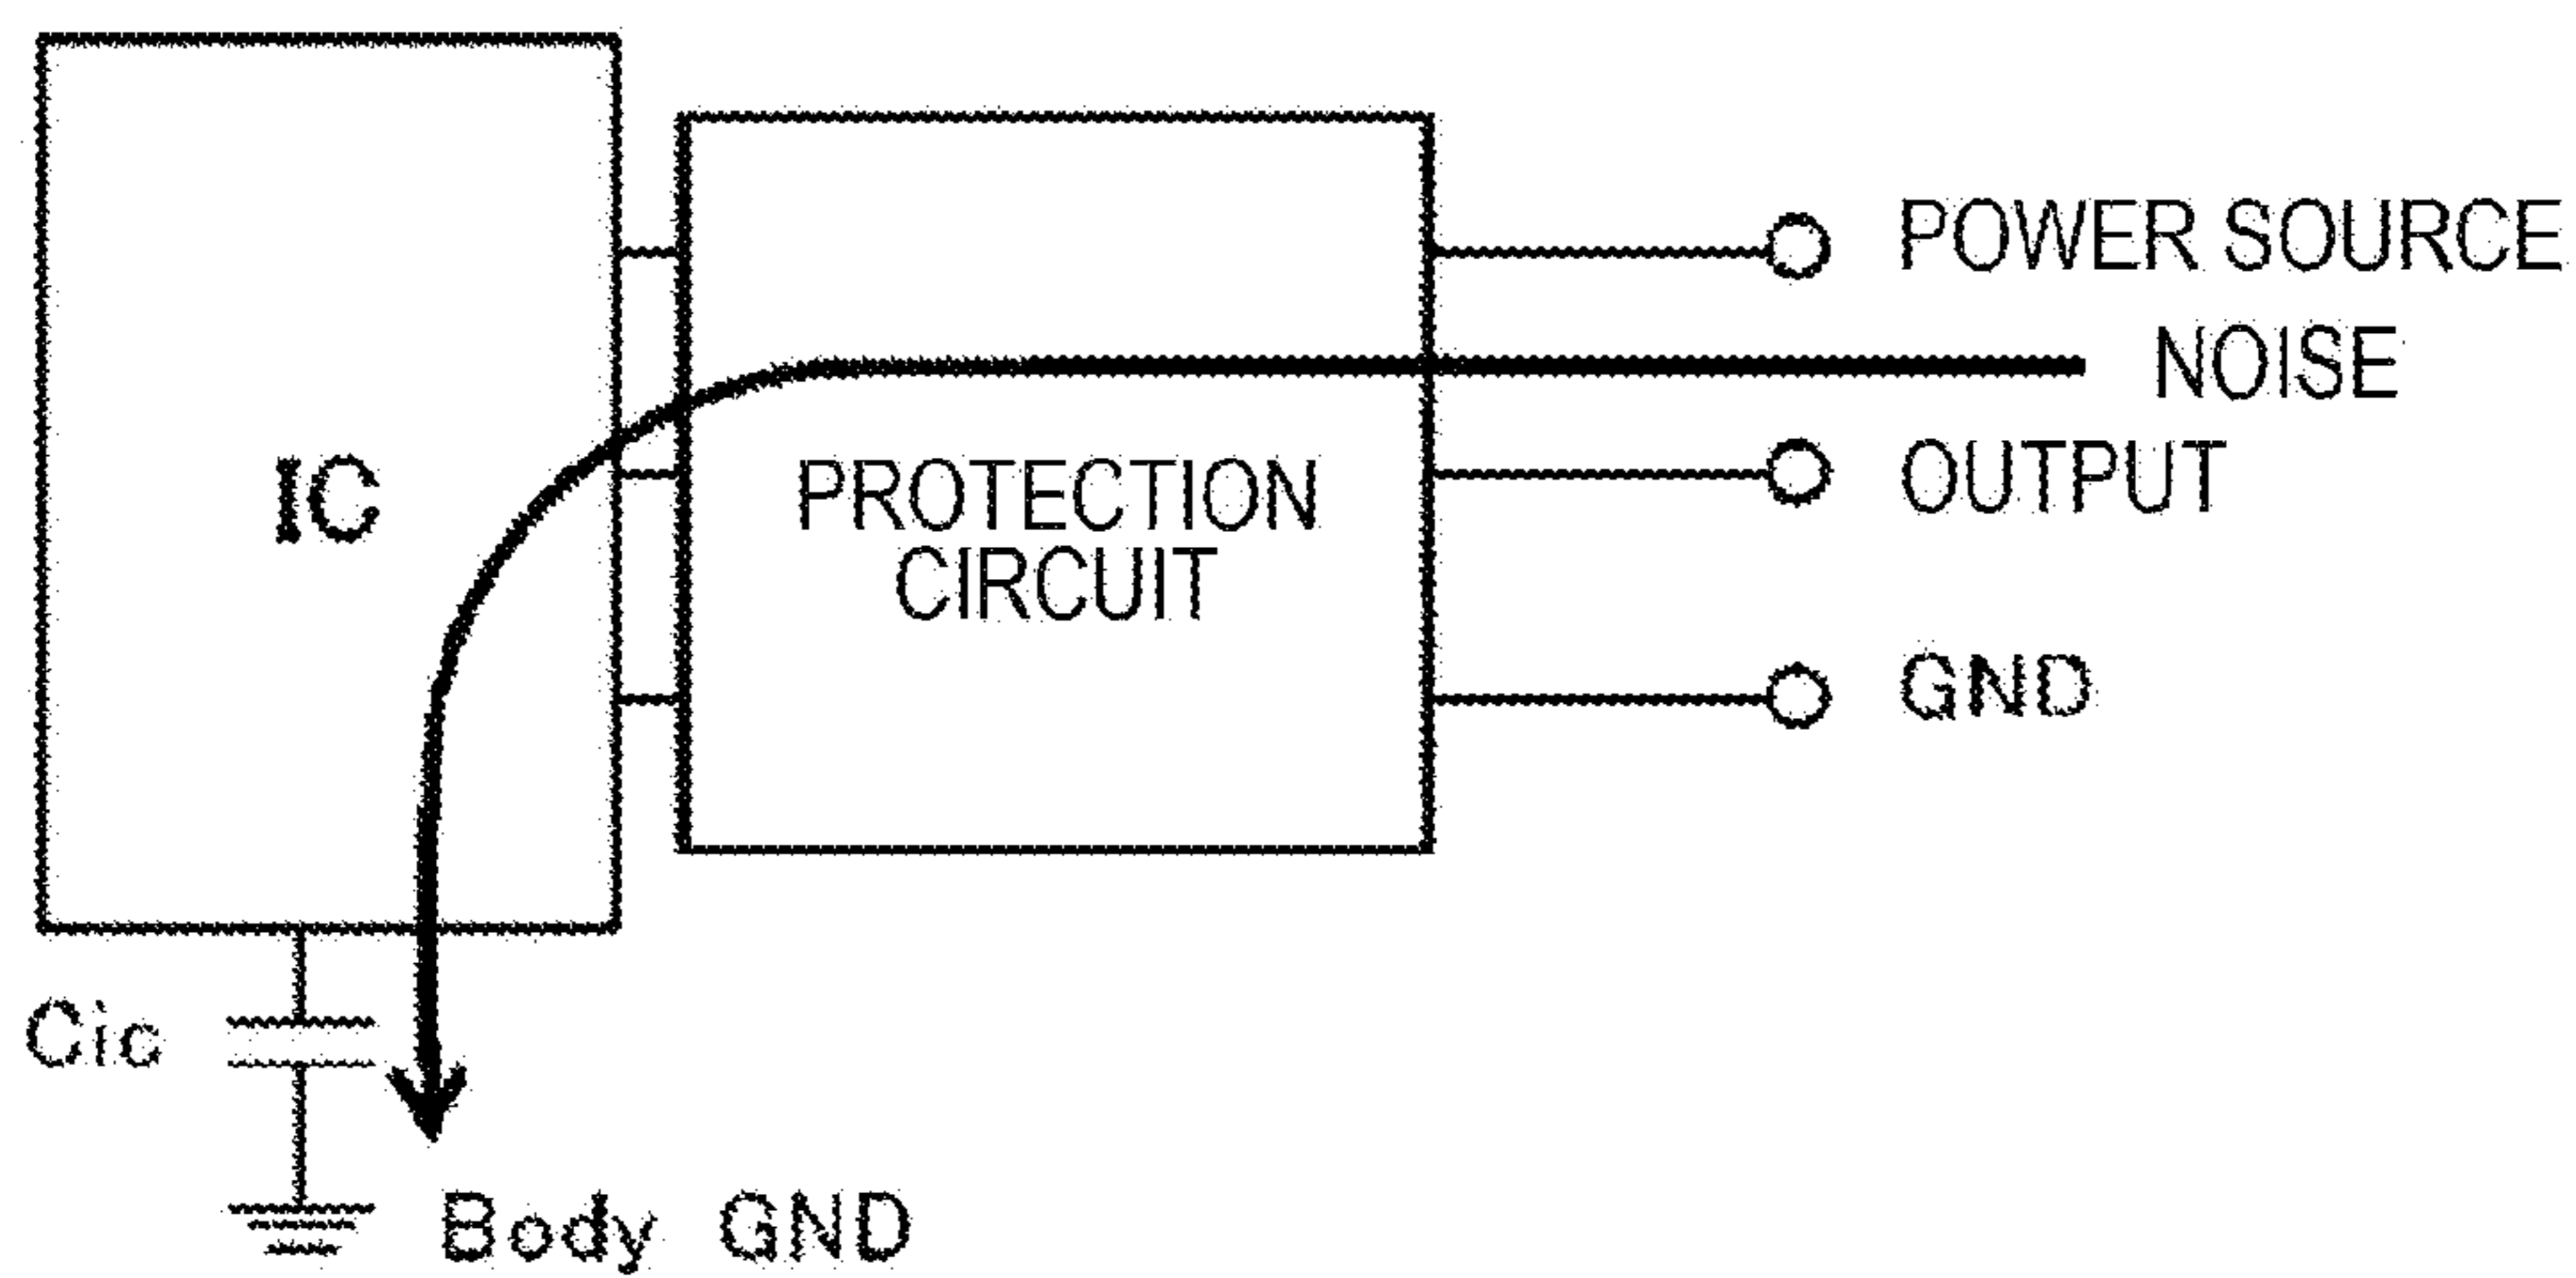 POWER SOURCE
NOISE
IC
PROTECTION
CIRCUIT
OUTPUT
GND
Cic
Body GND